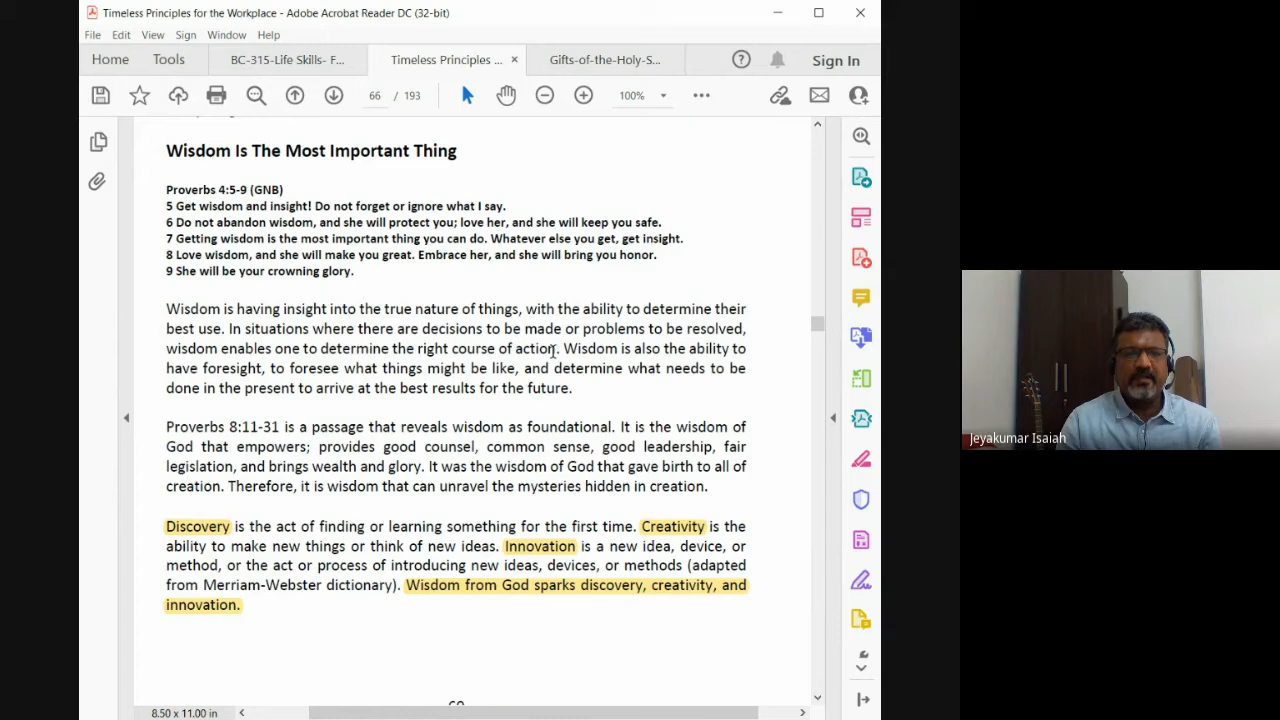 Timeless Principles for the Workplace - Adobe Acrobat Reader DC (32-bit)
File Edit View Sign Window Help
Home Tools BC-315-Life Skills- F... Timeless Principles ... Gifts-of-the-Holy-S... Sign In
66 / 193 100%
Wisdom Is The Most Important Thing
Proverbs 4:5-9 (GNB)
5 Get wisdom and insight! Do not forget or ignore what I say.
6 Do not abandon wisdom, and she will protect you; love her, and she will keep you safe.
7 Getting wisdom is the most important thing you can do. Whatever else you get, get insight.
8 Love wisdom, and she will make you great. Embrace her, and she will bring you honor.
9 She will be your crowning glory.
Wisdom is having insight into the true nature of things, with the ability to determine their
best use. In situations where there are decisions to be made or problems to be resolved,
wisdom enables one to determine the right course of action. Wisdom is also the ability to
have foresight, to foresee what things might be like, and determine what needs to be
done in the present to arrive at the best results for the future.
Proverbs 8:11-31 is a passage that reveals wisdom as foundational. It is the wisdom of
God that empowers; provides good counsel, common sense, good leadership, fair
legislation, and brings wealth and glory. It was the wisdom of God that gave birth to all of
creation. Therefore, it is wisdom that can unravel the mysteries hidden in creation.
Discovery is the act of finding or learning something for the first time. Creativity is the
ability to make new things or think of new ideas. Innovation is a new idea, device, or
method, or the act or process of introducing new ideas, devices, or methods (adapted
from Merriam-Webster dictionary). Wisdom from God sparks discovery, creativity, and
innovation.
8.50 x 11.00 in
Jeyakumar Isaiah